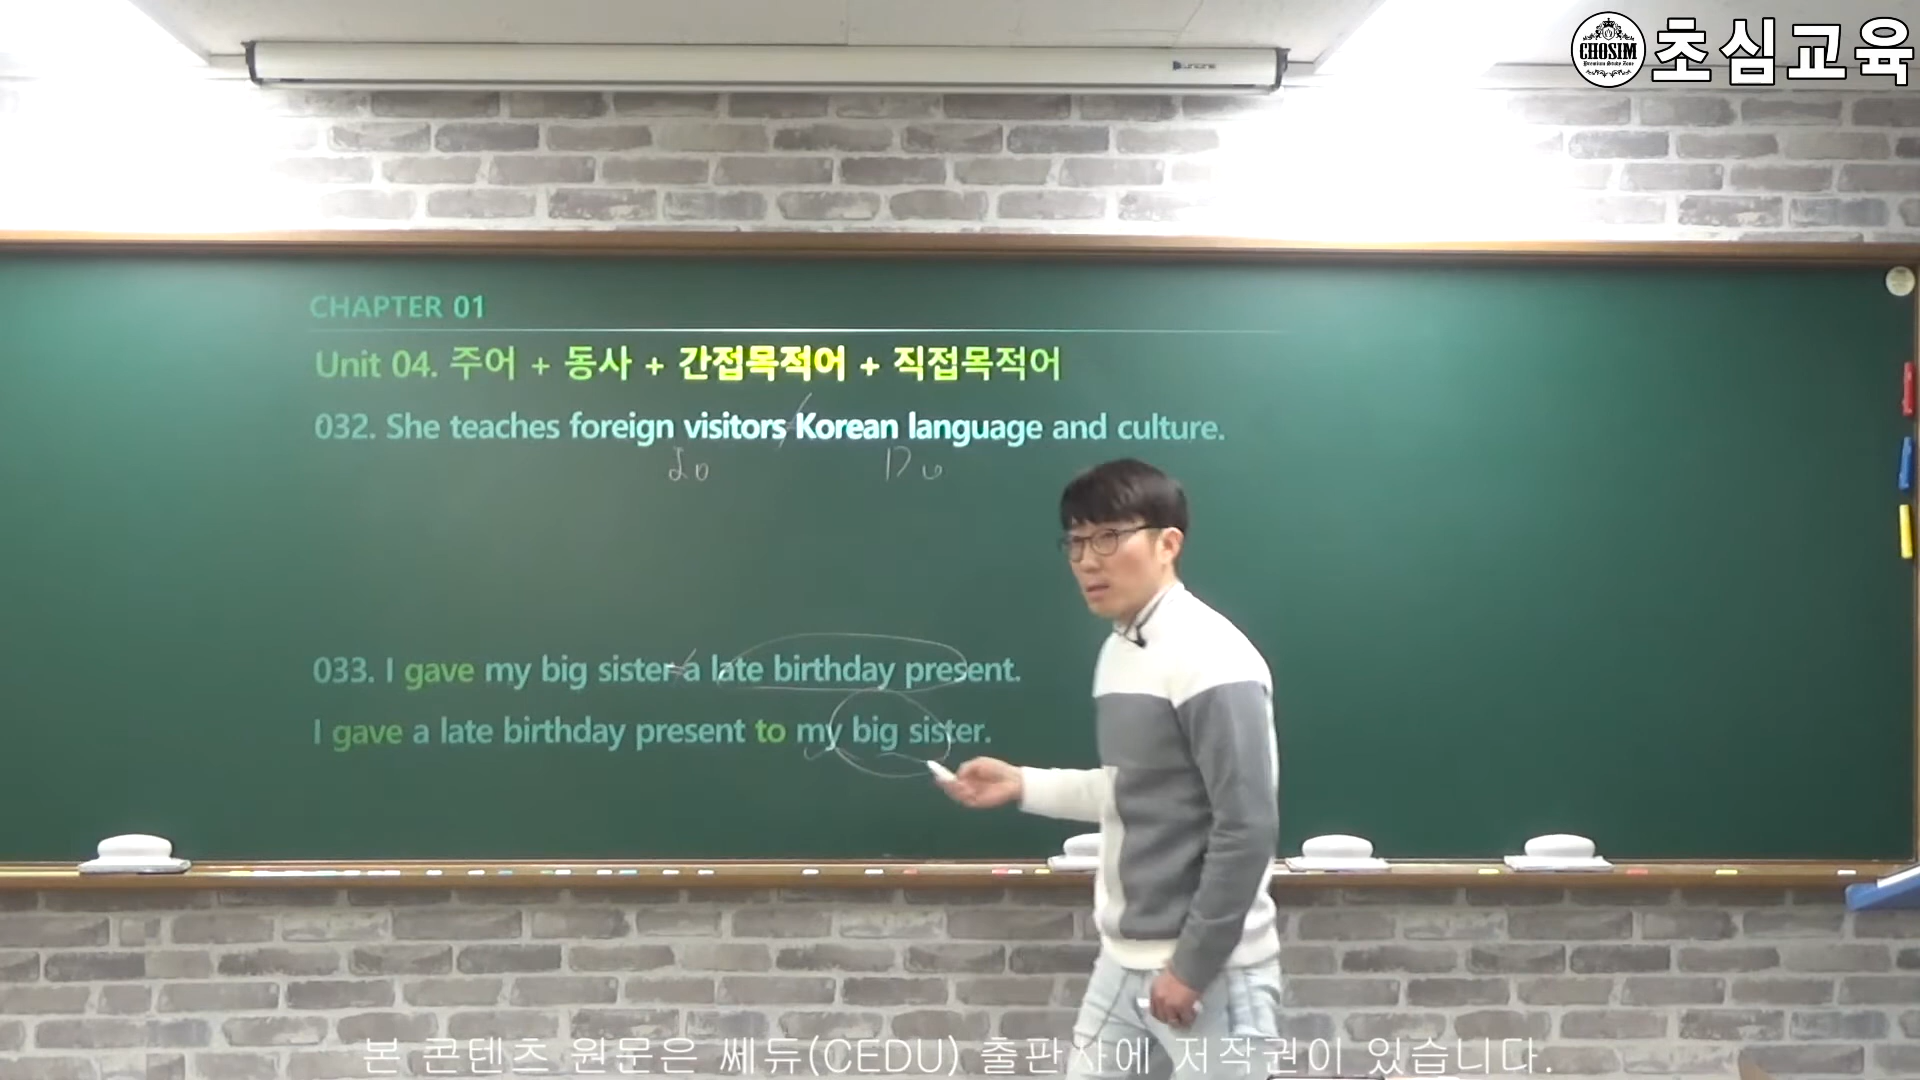 CHOSIM
Premium Study Zone
초심교육
CHAPTER 01
Unit 04. 주어 + 동사 + 간접목적어 + 직접목적어
032. She teaches foreign visitors Korean language and culture.
IO DO
033. I gave my big sister a late birthday present.
I gave a late birthday present to my big sister.
본 콘텐츠 원문은 쎄듀(CEDU) 출판사에 저작권이 있습니다.